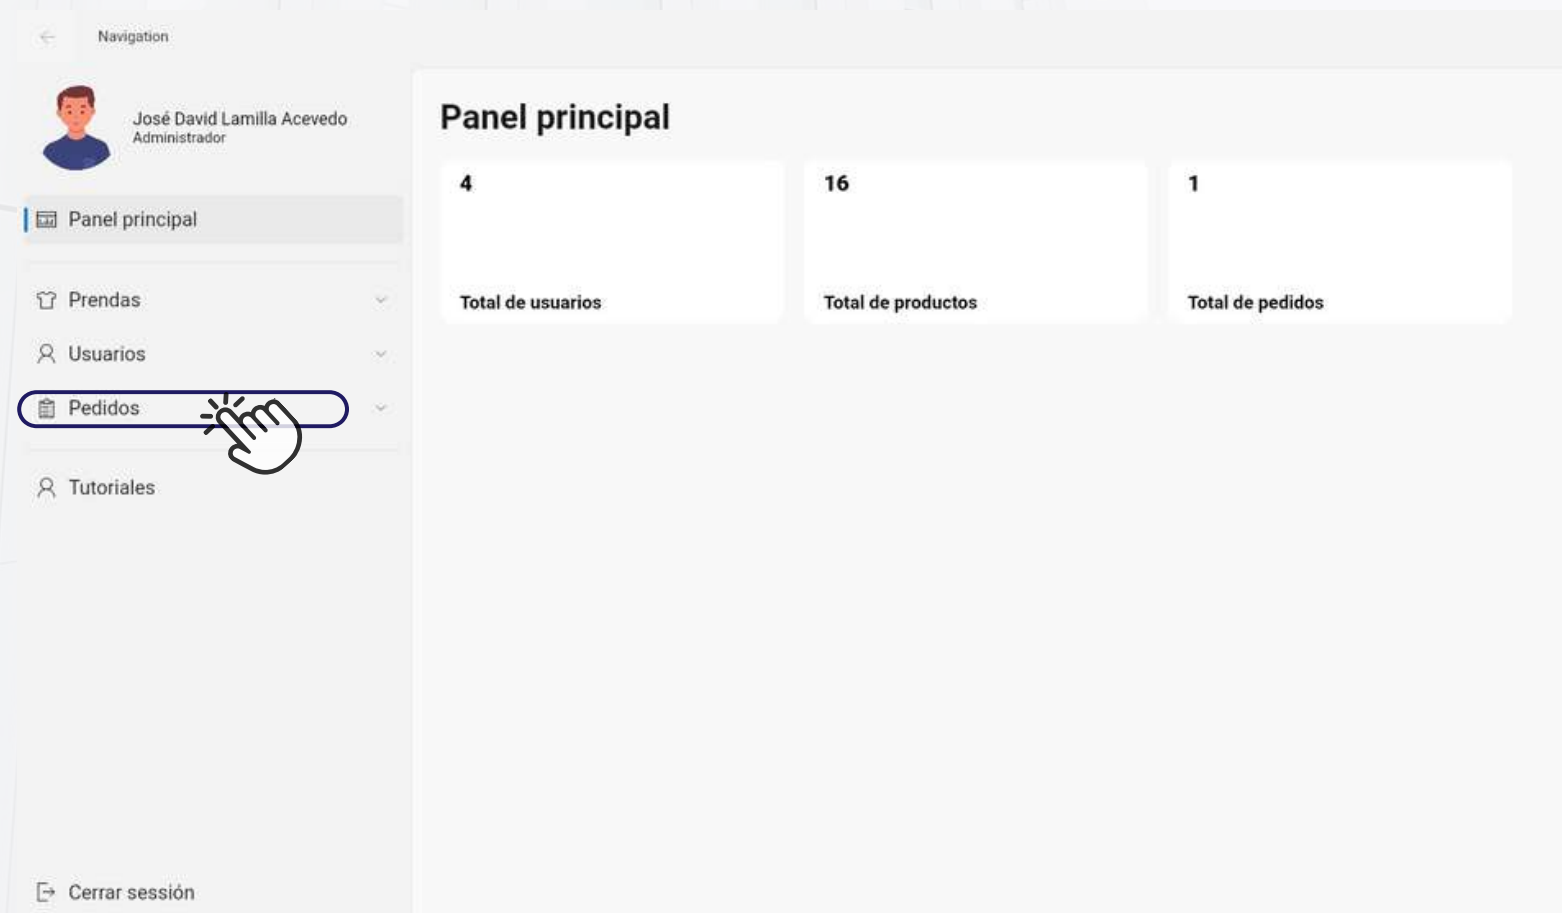 Navigation
José David Lamilla Acevedo
Administrador
Panel principal
Prendas
Usuarios
Pedidos
Tutoriales
Cerrar sessión
Panel principal
4
Total de usuarios
16
Total de productos
1
Total de pedidos